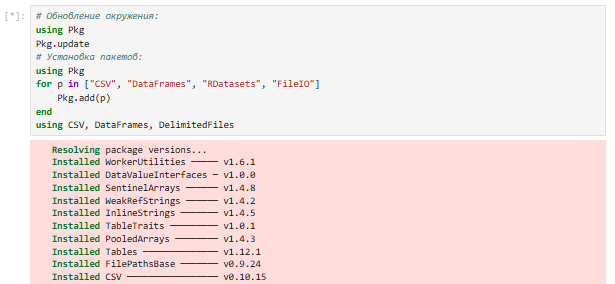 [*]:
# Обновление окружения:
using Pkg
Pkg.update
# Установка пакетов:
using Pkg
for p in ["CSV", "DataFrames", "RDatasets", "FileIO"]
    Pkg.add(p)
end
using CSV, DataFrames, DelimitedFiles
Resolving package versions...
Installed WorkerUtilities ───── v1.6.1
Installed DataValueInterfaces ─ v1.0.0
Installed SentinelArrays ────── v1.4.8
Installed WeakRefStrings ────── v1.4.2
Installed InlineStrings ─────── v1.4.5
Installed TableTraits ───────── v1.0.1
Installed PooledArrays ──────── v1.4.3
Installed Tables ────────────── v1.12.1
Installed FilePathsBase ─────── v0.9.24
Installed CSV ───────────────── v0.10.15